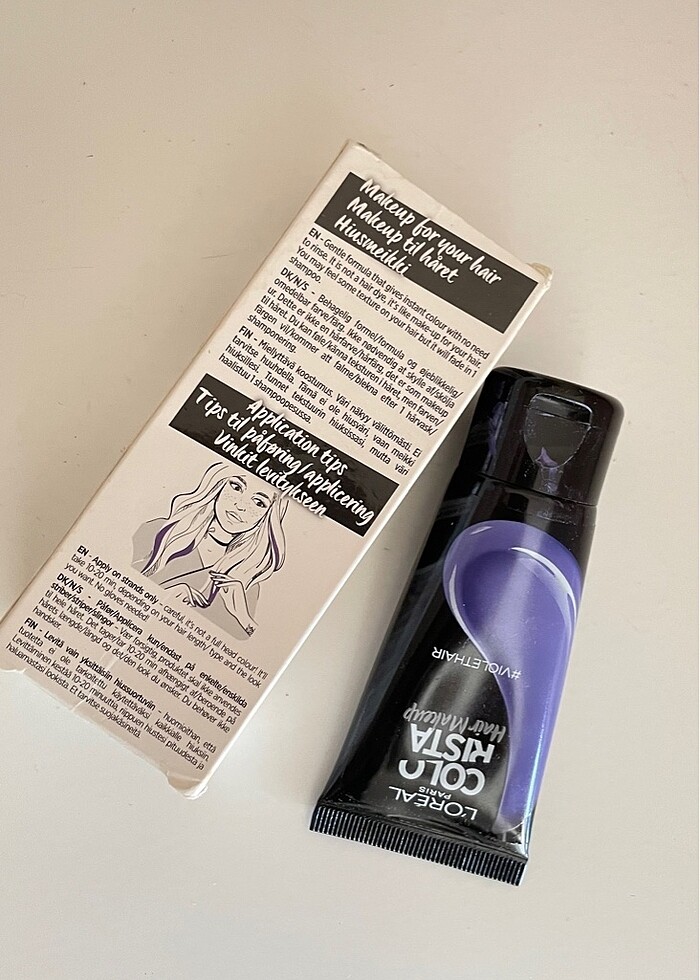 Makeup for your hair
Makeup til håret
Hiusmeikki
EN - Gentle formula that gives instant colour with no need
to rinse. It is not a hair dye, it's like make-up for your hair.
You may feel some texture on your hair but it will fade in 1
shampoo.
DK/N/S - Behagelig formel/formula og øjeblikkelig/
omedelbar farve/färg. Ikke nødvendig at skylle af/skölja
ur. Dette er ikke en hårfarve/hårfärg, det er som makeup
til håret. Du kan føle/känna teksturen i håret, men farven/
färgen vil/kommer att falme/blekna efter 1 hårvask/
shamponering.
FIN - Miellyttävä koostumus. Väri näkyy välittömästi. Ei
tarvitse huuhdella. Tämä ei ole hiusväri, vaan meikki
hiuksillesi. Tunnet tekstuurin hiuksissasi, mutta väri
haalistuu 1 shampoopesussa.
Application tips
Tips til påføring/applicering
Vinkit levitykseen
EN - Apply on strands only - careful, it's not a full head colour! It'll
take 10-20 min, depending on your hair length/ type and the look
you want. No gloves needed!
DK/N/S - Påfør/Applicera kun/endast på enkelte/enskilda
striber/striper/slingor - Vær forsigtig, produktet skal ikke anvendes
til hele håret. Det tager/tar 10-20 min afhængigt af/beroende på
hårets længde/längd og det den look du ønsker. Du behøver ikke
handsker.
FIN - Levitä vain yksittäisiin hiussuortuviin - huomioithan, että
tuotetta ei ole tarkoitettu käytettäväksi kaikkialle hiuksiin.
Levittäminen kestää 10-20 minuuttia, riippuen hiustesi pituudesta ja
haluamastasi lookista. Ei tarvitse suojakäsineitä.
#VIOLETHAIR
Hair Makeup
COLO
RISTA
L'ORÉAL
PARIS